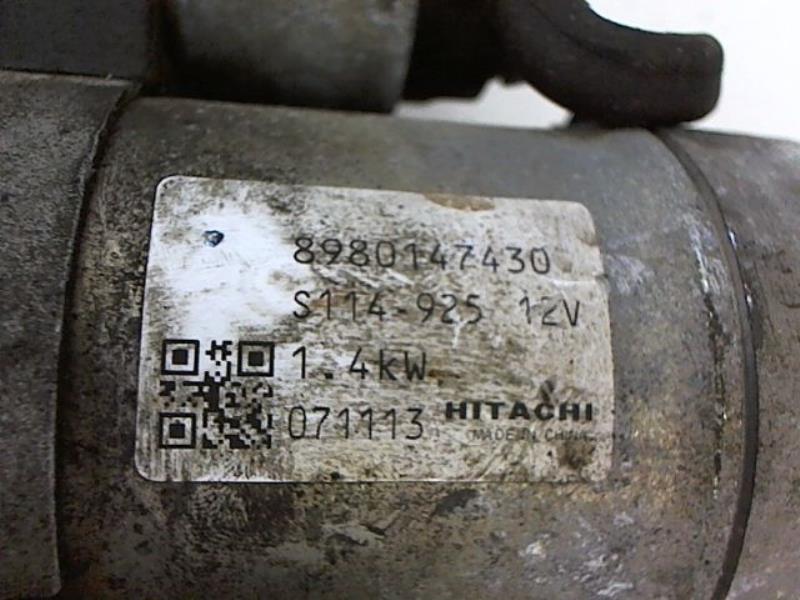 8980147430
S114-925 12V
1.4kW
071113 HITACHI
MADE IN CHINA